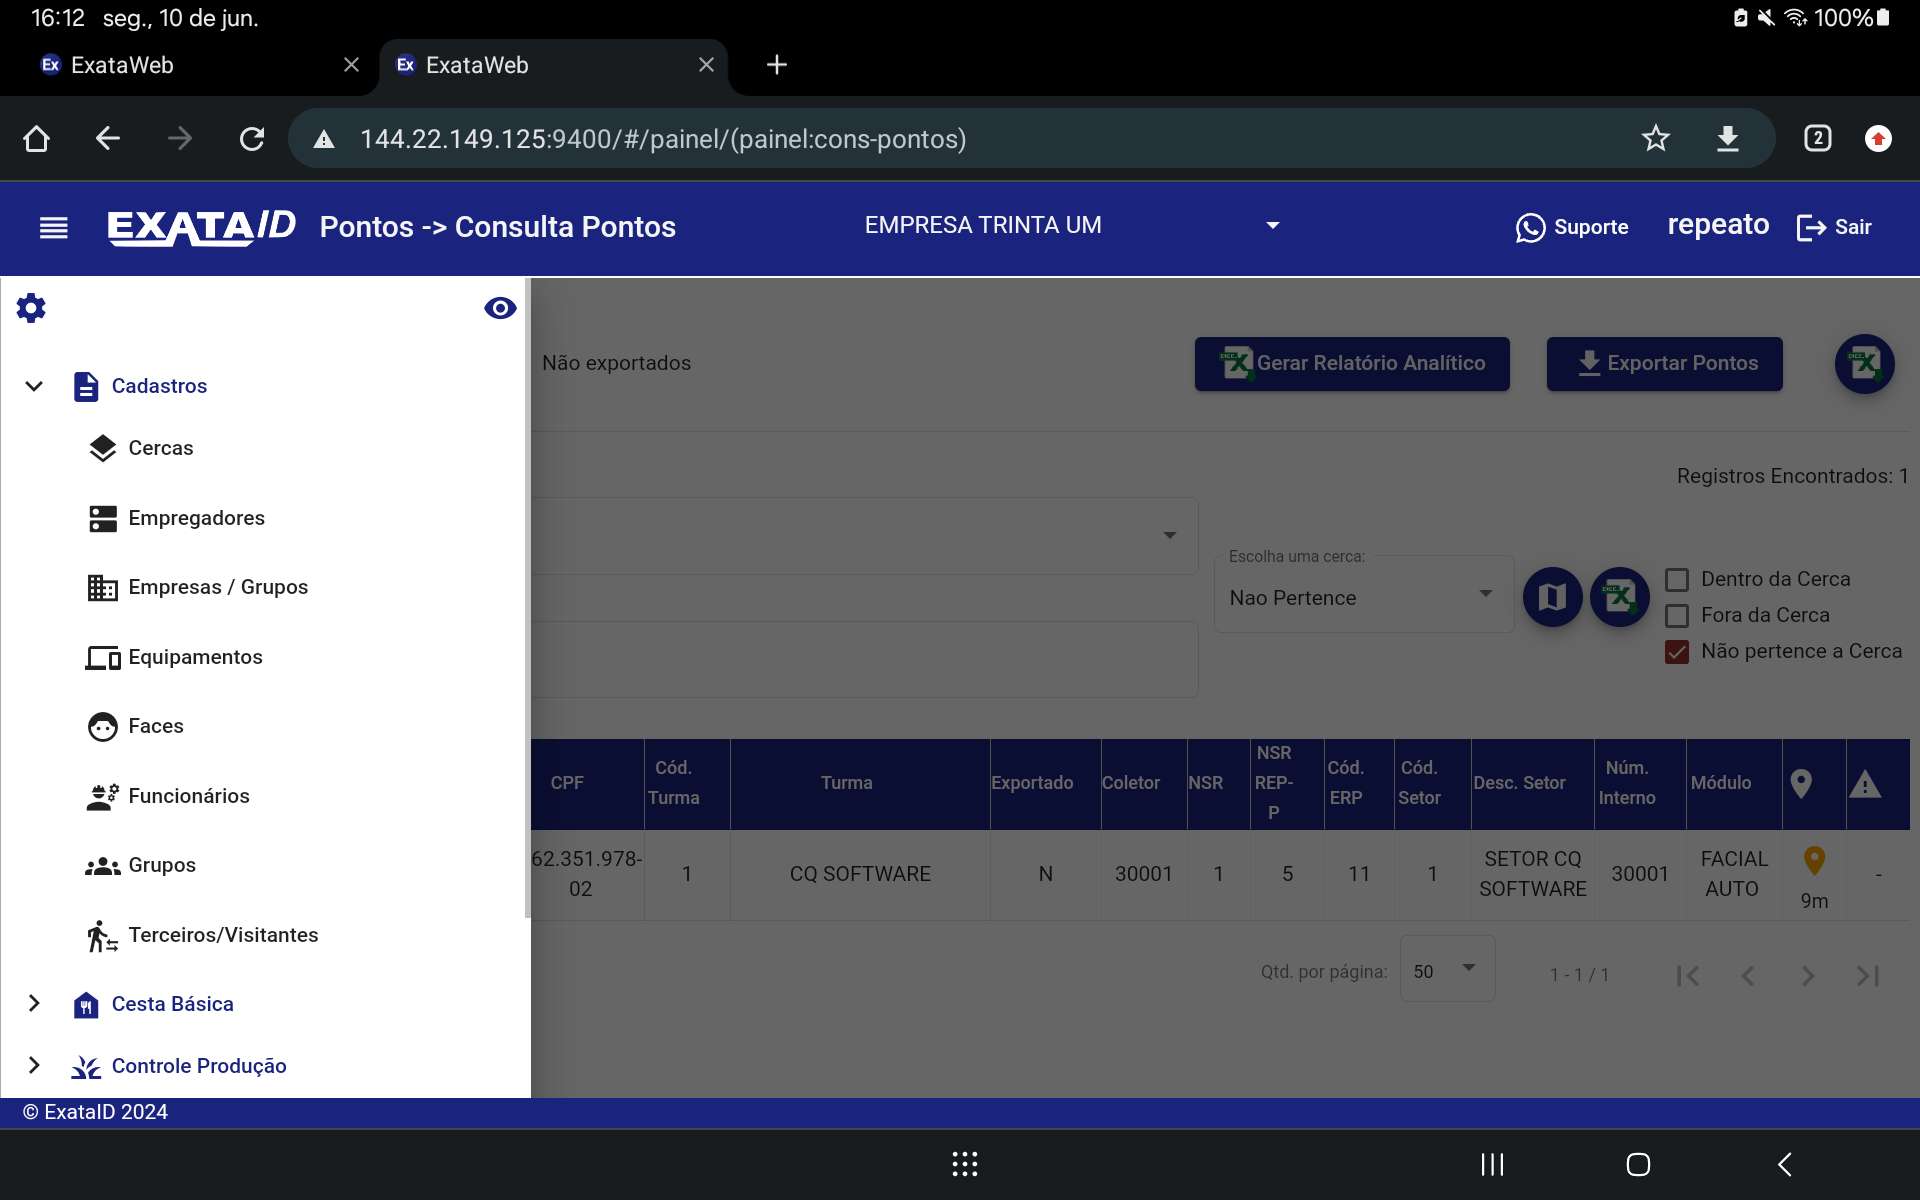 16:12 seg., 10 de jun. 100%
ExataWeb ExataWeb
144.22.149.125:9400/#/painel/(painel:cons-pontos) 2
EXATAID Pontos -> Consulta Pontos EMPRESA TRINTA UM Suporte repeato Sair
Não exportados Gerar Relatório Analítico Exportar Pontos
Cadastros
Cercas
Empregadores
Empresas / Grupos
Equipamentos
Faces
Funcionários
Grupos
Terceiros/Visitantes
Cesta Básica
Controle Produção
Registros Encontrados: 1
Escolha uma cerca:
Nao Pertence
Dentro da Cerca
Fora da Cerca
Não pertence a Cerca
CPF Cód. Turma Turma Exportado Coletor NSR NSR REP-P Cód. ERP Cód. Setor Desc. Setor Núm. Interno Módulo
62.351.978-02 1 CQ SOFTWARE N 30001 1 5 11 1 SETOR CQ SOFTWARE 30001 FACIAL AUTO 9m -
Qtd. por página: 50 1 - 1 / 1
© ExataID 2024